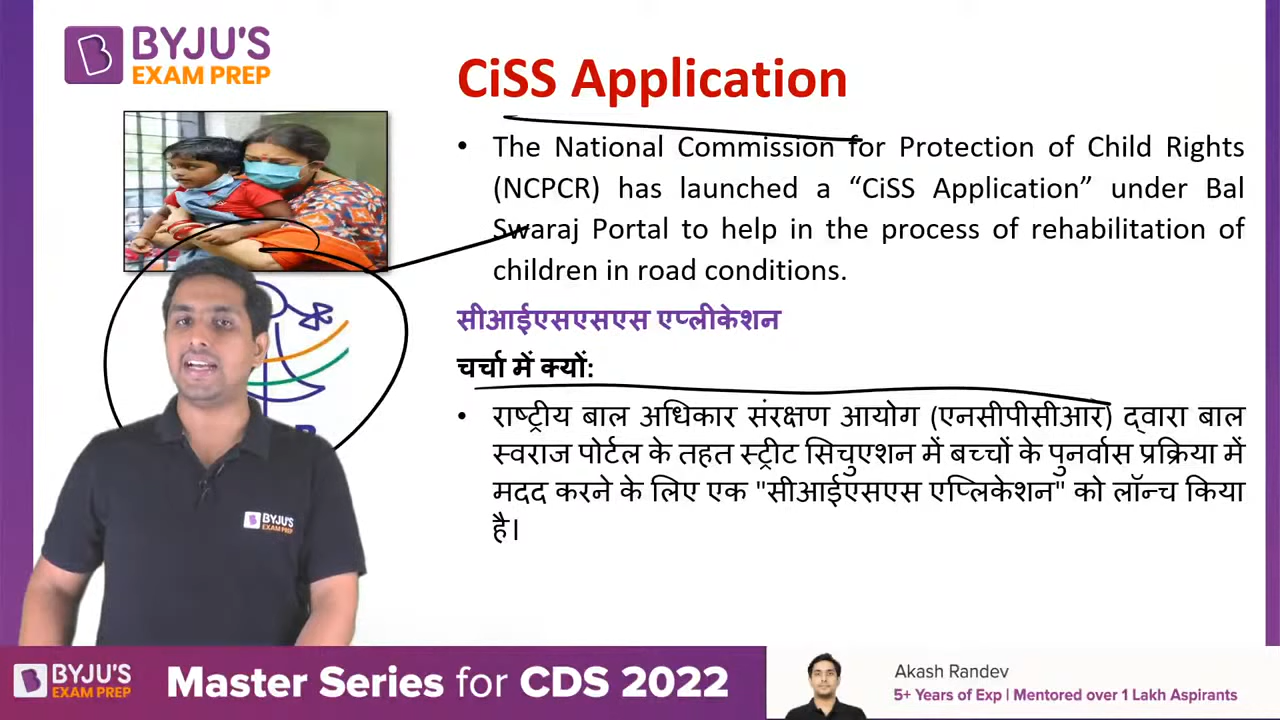 BYJU'S
EXAM PREP
CiSS Application
• The National Commission for Protection of Child Rights
(NCPCR) has launched a “CiSS Application” under Bal
Swaraj Portal to help in the process of rehabilitation of
children in road conditions.
सीआईएसएसएस एप्लीकेशन
चर्चा में क्यों:
• राष्ट्रीय बाल अधिकार संरक्षण आयोग (एनसीपीसीआर) द्वारा बाल
स्वराज पोर्टल के तहत स्ट्रीट सिचुएशन में बच्चों के पुनर्वास प्रक्रिया में
मदद करने के लिए एक "सीआईएसएस एप्लिकेशन" को लॉन्च किया
है।
BYJU'S
EXAM PREP
BYJU'S
EXAM PREP
Master Series for CDS 2022
Akash Randev
5+ Years of Exp | Mentored over 1 Lakh Aspirants